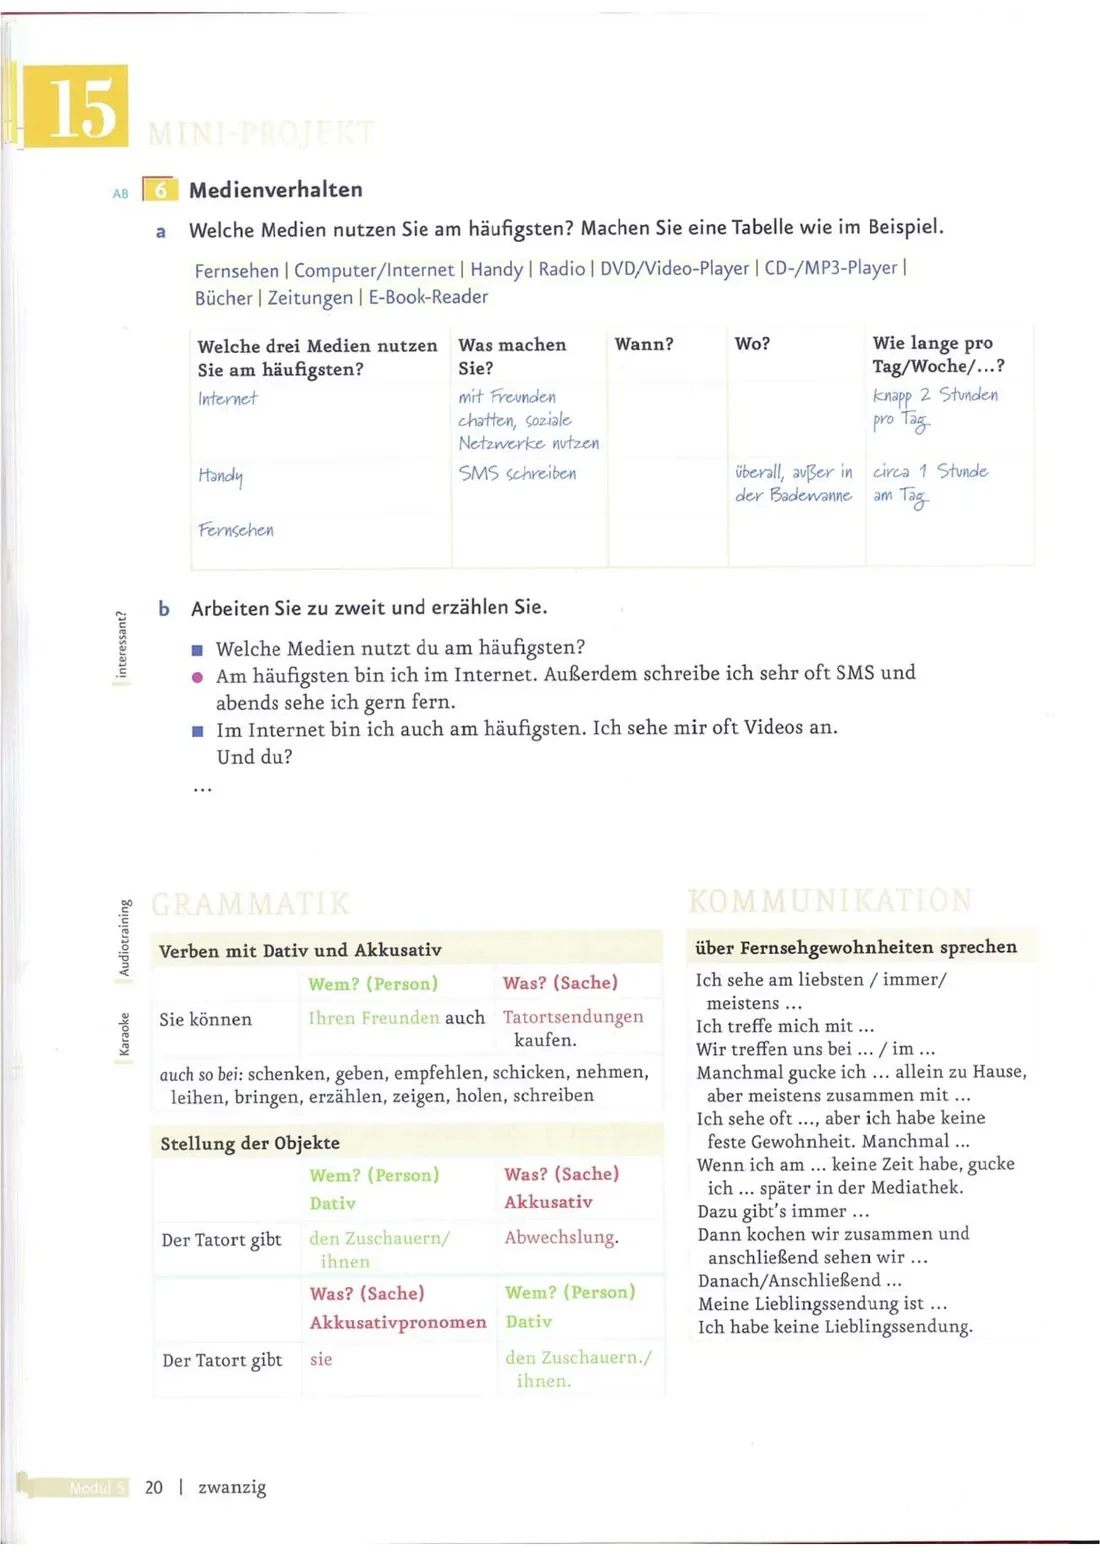 15
MINI-PROJEKT
AB 6 Medienverhalten
a Welche Medien nutzen Sie am häufigsten? Machen Sie eine Tabelle wie im Beispiel.
Fernsehen | Computer/Internet | Handy | Radio | DVD/Video-Player | CD-/MP3-Player |
Bücher | Zeitungen | E-Book-Reader
Welche drei Medien nutzen Sie am häufigsten?
Was machen Sie?
Wann?
Wo?
Wie lange pro Tag/Woche/...?
Internet
mit Freunden
chatten, soziale
Netzwerke nutzen
knapp 2 Stunden
pro Tag
Handy
SMS schreiben
überall, außer in
der Badewanne
circa 1 Stunde
am Tag
Fernsehen
interessant?
b Arbeiten Sie zu zweit und erzählen Sie.
■ Welche Medien nutzt du am häufigsten?
● Am häufigsten bin ich im Internet. Außerdem schreibe ich sehr oft SMS und
abends sehe ich gern fern.
■ Im Internet bin ich auch am häufigsten. Ich sehe mir oft Videos an.
Und du?
...
Audiotraining
Karaoke
GRAMMATIK
Verben mit Dativ und Akkusativ
Wem? (Person) Was? (Sache)
Sie können Ihren Freunden auch Tatortsendungen
kaufen.
auch so bei: schenken, geben, empfehlen, schicken, nehmen,
leihen, bringen, erzählen, zeigen, holen, schreiben
Stellung der Objekte
Wem? (Person) Was? (Sache)
Dativ Akkusativ
Der Tatort gibt den Zuschauern/ Abwechslung.
ihnen
Was? (Sache) Wem? (Person)
Akkusativpronomen Dativ
Der Tatort gibt sie den Zuschauern./
ihnen.
KOMMUNIKATION
über Fernsehgewohnheiten sprechen
Ich sehe am liebsten / immer/
meistens ...
Ich treffe mich mit ...
Wir treffen uns bei ... / im ...
Manchmal gucke ich ... allein zu Hause,
aber meistens zusammen mit ...
Ich sehe oft ..., aber ich habe keine
feste Gewohnheit. Manchmal ...
Wenn ich am ... keine Zeit habe, gucke
ich ... später in der Mediathek.
Dazu gibt's immer ...
Dann kochen wir zusammen und
anschließend sehen wir ...
Danach/Anschließend ...
Meine Lieblingssendung ist ...
Ich habe keine Lieblingssendung.
Modul 5 20 | zwanzig